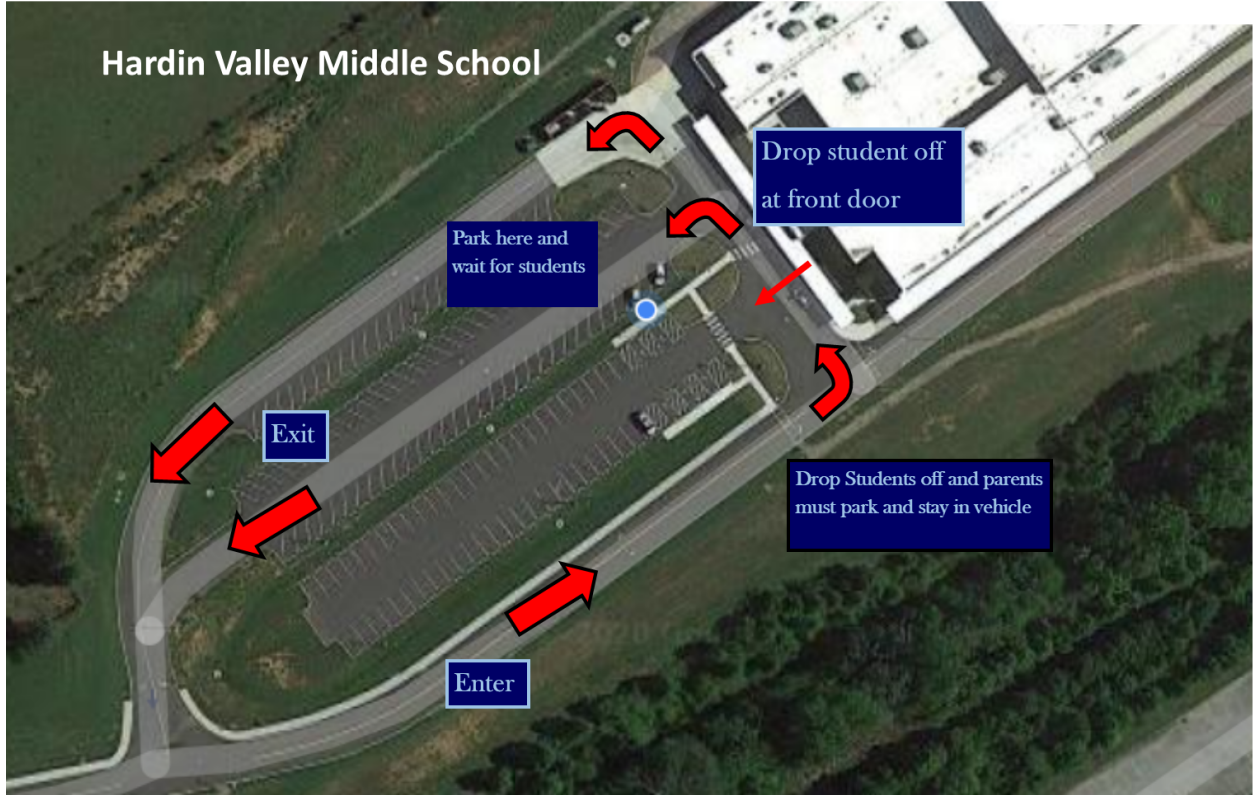 Hardin Valley Middle School
Drop student off
at front door
Park here and
wait for students
Exit
Drop Students off and parents
must park and stay in vehicle
Enter